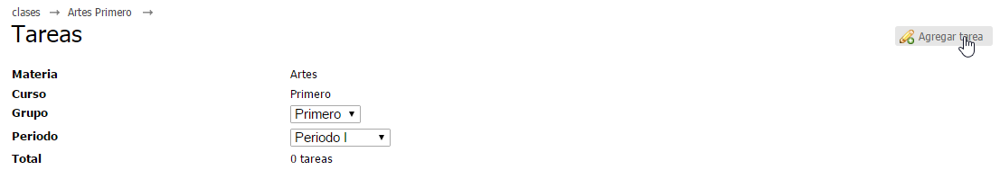 clases → Artes Primero →
Tareas
Agregar tarea
Materia Artes
Curso Primero
Grupo Primero
Periodo Periodo I
Total 0 tareas